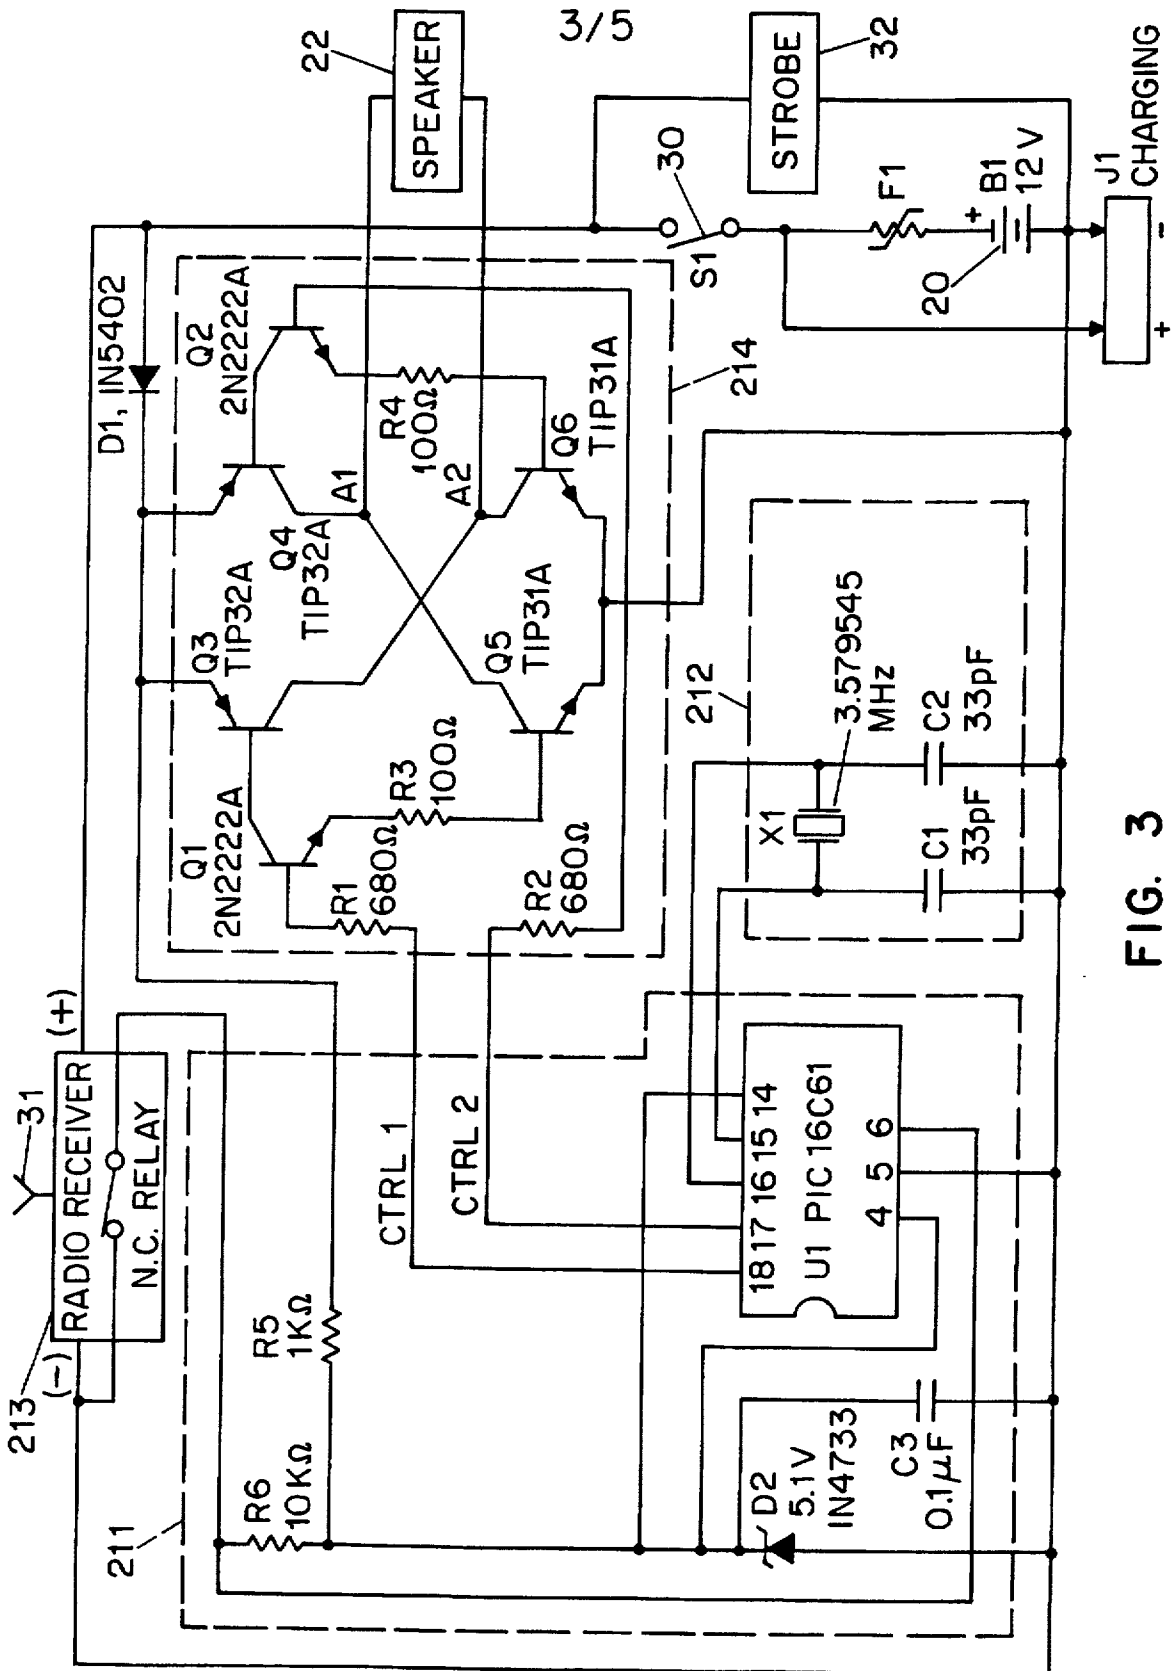 3/5
213
(-)
RADIO RECEIVER
N.C. RELAY
31
(+)
D1, IN5402
22
SPEAKER
STROBE
32
211
R6
10KΩ
R5
1KΩ
CTRL 1
CTRL 2
Q1
2N2222A
R1
680Ω
R2
680Ω
R3
100Ω
Q3
TIP32A
Q4
TIP32A
Q2
2N2222A
A1
R4
100Ω
A2
Q5
TIP31A
Q6
TIP31A
214
S1
30
F1
20
+
B1
12 V
J1
CHARGING
+
-
D2
5.1V
IN4733
C3
0.1µF
18 17 16 15 14
U1 PIC 16C61
4 5 6
212
X1
3.579545
MHz
C1
33pF
C2
33pF
FIG. 3